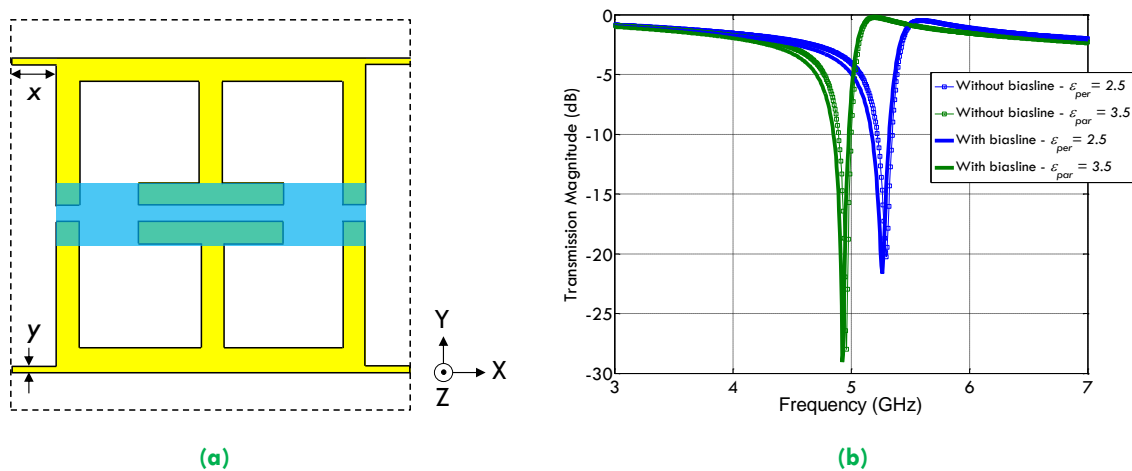 x
y
Y
X
Z
(a)
0
-5
-10
-15
-20
-25
-30
Transmission Magnitude (dB)
3
4
5
6
7
Frequency (GHz)
Without biasline - εper = 2.5
Without biasline - εpar = 3.5
With biasline - εper = 2.5
With biasline - εpar = 3.5
(b)